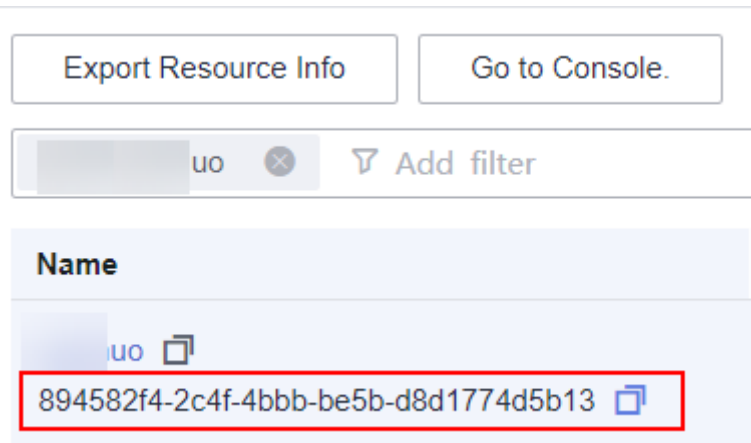 Export Resource Info
Go to Console.
uo Add filter
Name
uo
894582f4-2c4f-4bbb-be5b-d8d1774d5b13